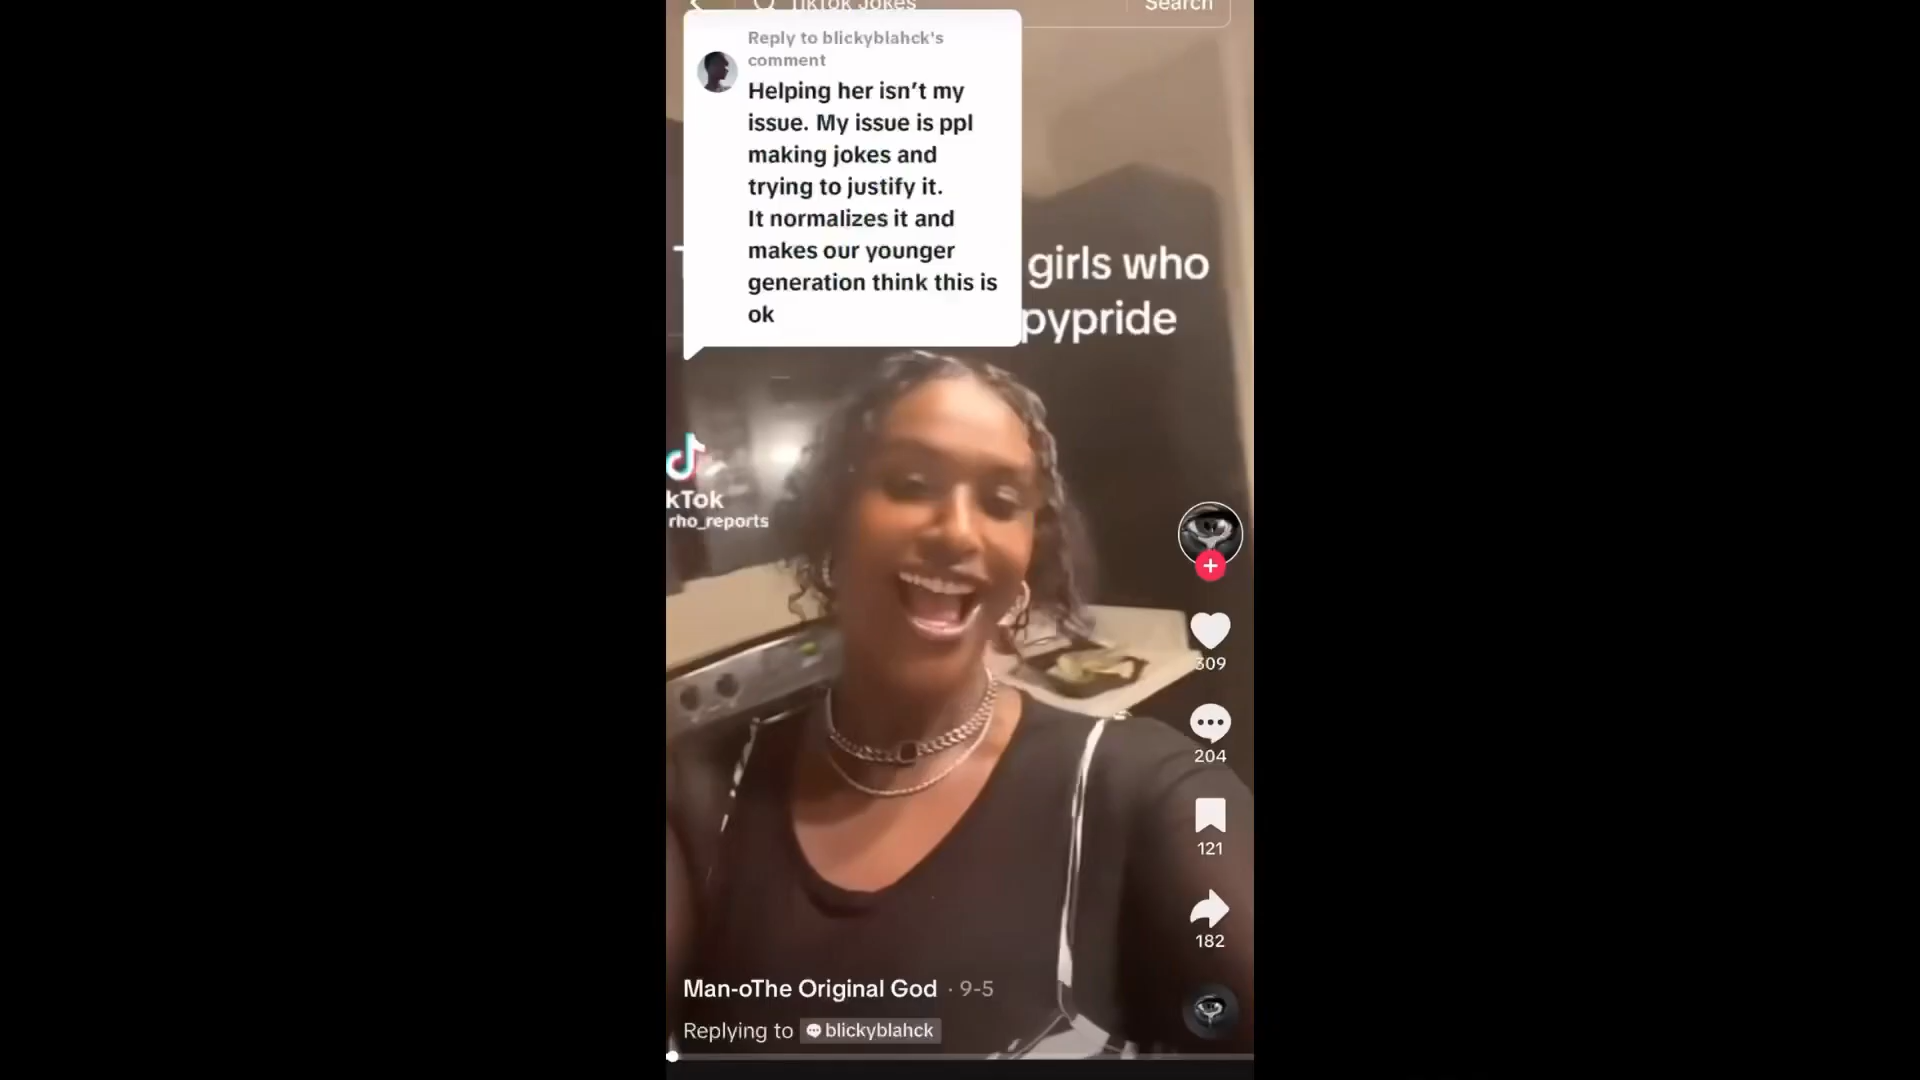 TikTok Jokes
Search
Reply to blickyblahck's
comment
Helping her isn't my
issue. My issue is ppl
making jokes and
trying to justify it.
It normalizes it and
makes our younger
generation think this is
ok
girls who
pypride
kTok
rho_reports
309
204
121
182
Man-oThe Original God · 9-5
Replying to blickyblahck